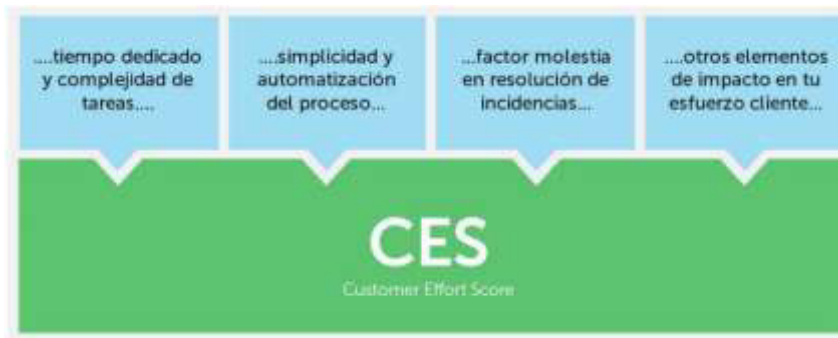 ....tiempo dedicado
y complejidad de
tareas....
....simplicidad y
automatización
del proceso...
...factor molestia
en resolución de
incidencias...
....otros elementos
de impacto en tu
esfuerzo cliente...
CES
Customer Effort Score